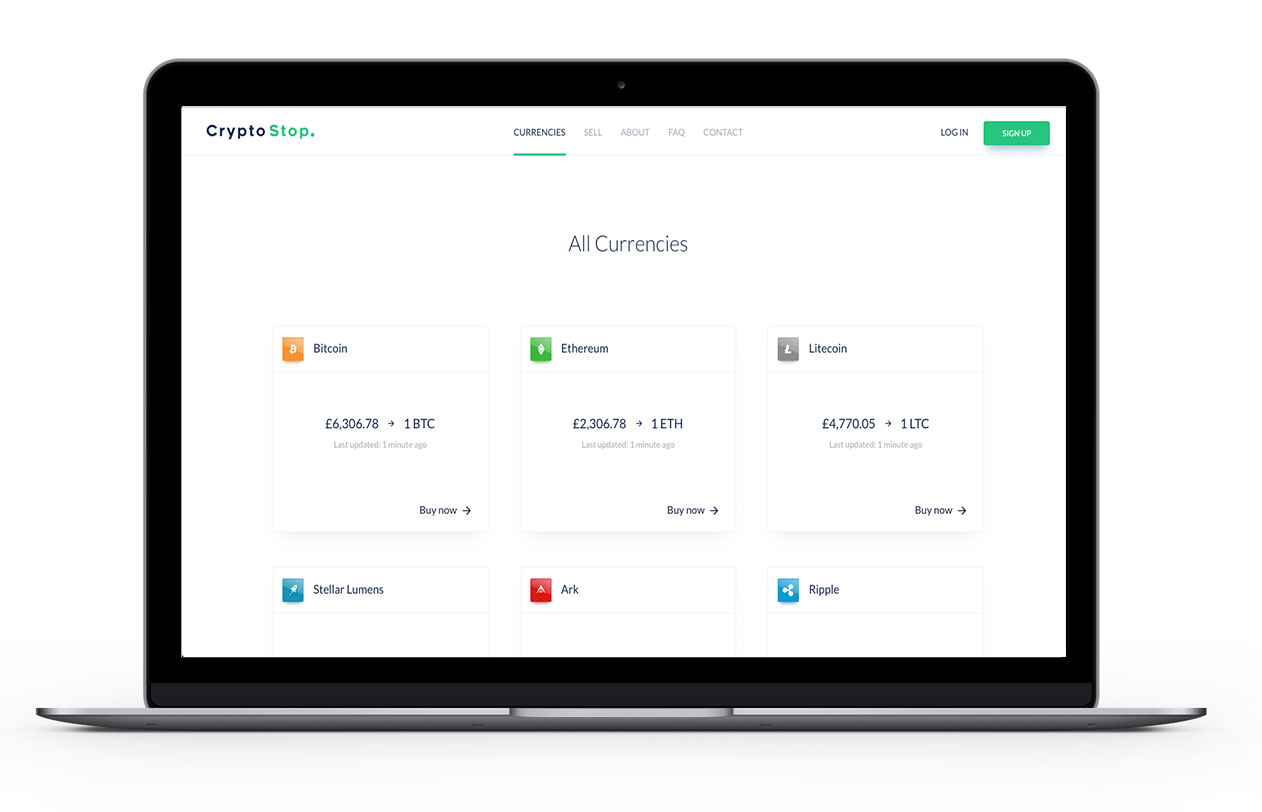 Crypto Stop.
CURRENCIES SELL ABOUT FAQ CONTACT
LOG IN SIGN UP
All Currencies
Bitcoin
£6,306.78 → 1 BTC
Last updated: 1 minute ago
Buy now →
Ethereum
£2,306.78 → 1 ETH
Last updated: 1 minute ago
Buy now →
Litecoin
£4,770.05 → 1 LTC
Last updated: 1 minute ago
Buy now →
Stellar Lumens
Ark
Ripple